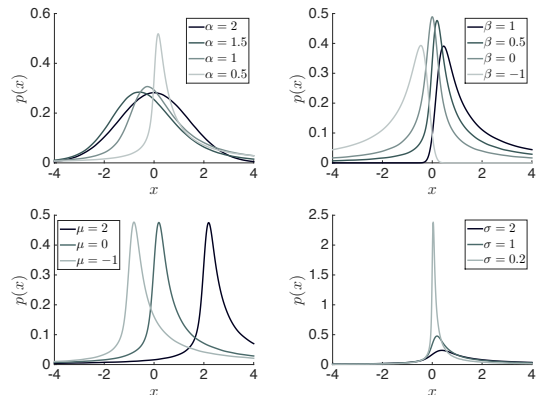 0.6
0.4
0.2
0
p(x)
-4 -2 0 2 4
x
α = 2
α = 1.5
α = 1
α = 0.5
0.5
0.4
0.3
0.2
0.1
0
p(x)
-4 -2 0 2 4
x
β = 1
β = 0.5
β = 0
β = −1
0.5
0.4
0.3
0.2
0.1
0
p(x)
-4 -2 0 2 4
x
μ = 2
μ = 0
μ = −1
2.5
2
1.5
1
0.5
0
p(x)
-4 -2 0 2 4
x
σ = 2
σ = 1
σ = 0.2